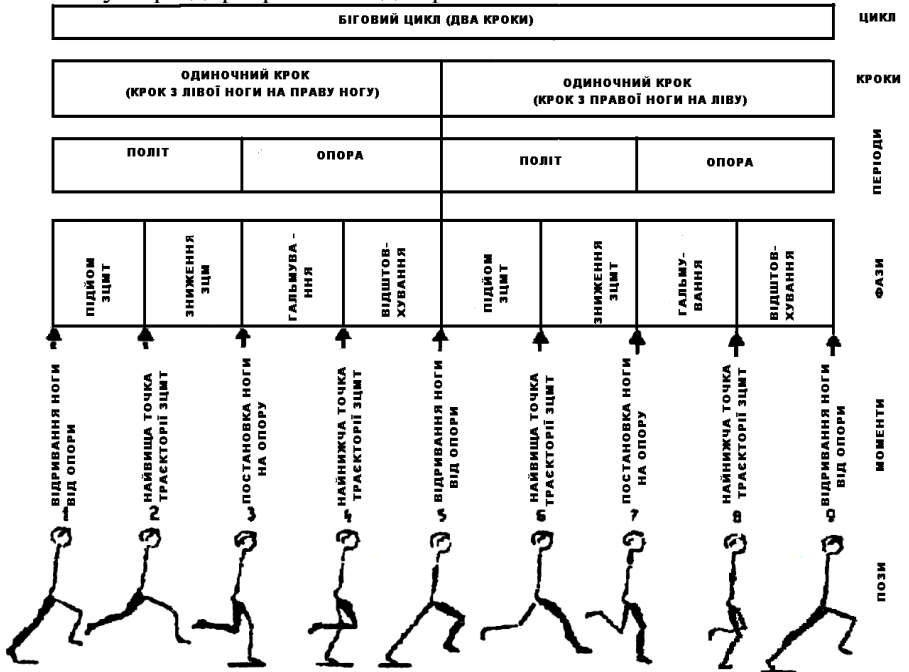 БІГОВИЙ ЦИКЛ (ДВА КРОКИ)
ЦИКЛ
ОДИНОЧНИЙ КРОК
(КРОК З ЛІВОЇ НОГИ НА ПРАВУ НОГУ)
ОДИНОЧНИЙ КРОК
(КРОК З ПРАВОЇ НОГИ НА ЛІВУ)
КРОКИ
ПОЛІТ
ОПОРА
ПОЛІТ
ОПОРА
ПЕРІОДИ
ПІДЙОМ
ЗЦМТ
ЗНИЖЕННЯ
ЗЦМ
ГАЛЬМУВА -
ННЯ
ВІДШТОВ-
ХУВАННЯ
ПІДЙОМ
ЗЦМТ
ЗНИЖЕННЯ
ЗЦМТ
ГАЛЬМУ-
ВАННЯ
ВІДШТОВ-
ХУВАННЯ
ФАЗИ
ВІДРИВАННЯ НОГИ
ВІД ОПОРИ
НАЙВИЩА ТОЧКА
ТРАЄКТОРІЇ ЗЦМТ
ПОСТАНОВКА НОГИ
НА ОПОРУ
НАЙНИЖЧА ТОЧКА
ТРАЄКТОРІЇ ЗЦМТ
ВІДРИВАННЯ НОГИ
ВІД ОПОРИ
НАЙВИЩА ТОЧКА
ТРАЄКТОРІЇ ЗЦМТ
ПОСТАНОВКА НОГИ
НА ОПОРУ
НАЙНИЖЧА ТОЧКА
ТРАЄКТОРІЇ ЗЦМТ
ВІДРИВАННЯ НОГИ
ВІД ОПОРИ
МОМЕНТИ
1 2 3 4 5 6 7 8 9
ПОЗИ